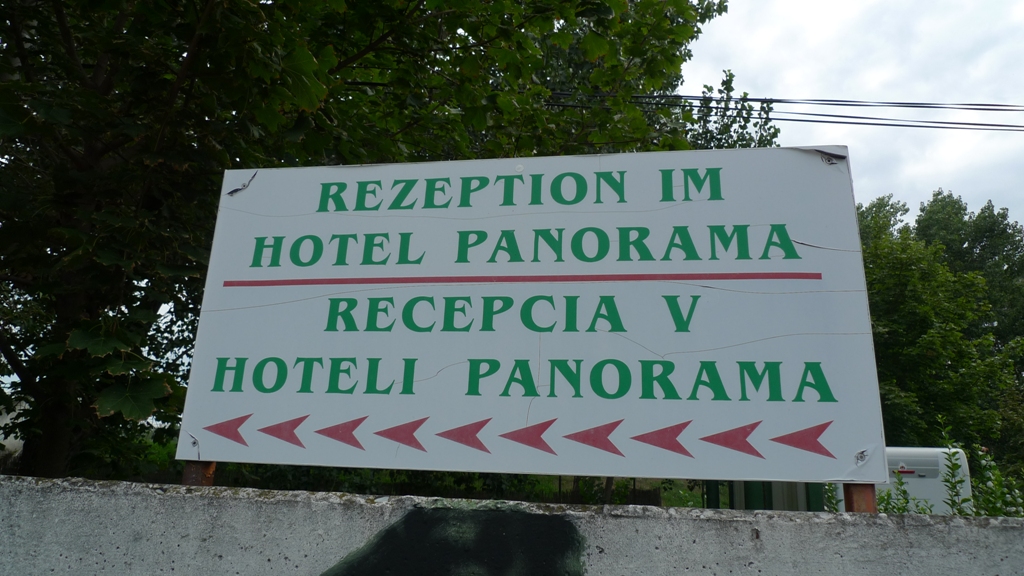 REZEPTION IM
HOTEL PANORAMA
RECEPCIA V
HOTELI PANORAMA